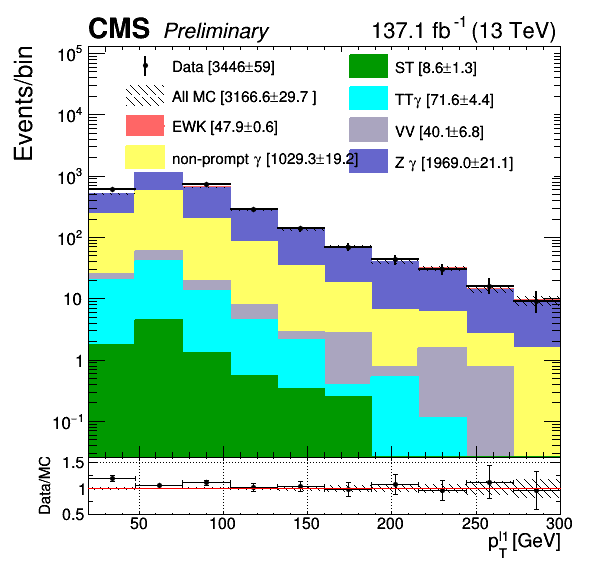 CMS Preliminary 137.1 fb⁻¹ (13 TeV)
Events/bin
10⁵
10³
10²
10
1
10⁻¹
Data [3446±59]
All MC [3166.6±29.7 ]
EWK [47.9±0.6]
non-prompt γ [1029.3±19.2]
ST [8.6±1.3]
TTγ [71.6±4.4]
VV [40.1±6.8]
Z γ [1969.0±21.1]
Data/MC
1.5
1
0.5
50 100 150 200 250 300
p_T^l1 [GeV]